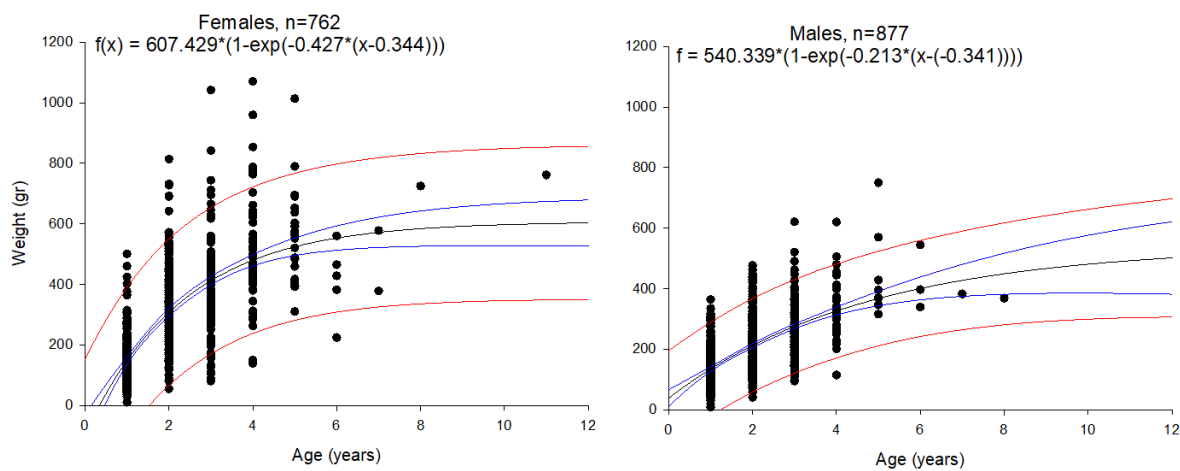 Females, n=762
f(x) = 607.429*(1-exp(-0.427*(x-0.344)))
1200
1000
800
600
400
200
0
Weight (gr)
0 2 4 6 8 10 12
Age (years)
Males, n=877
f = 540.339*(1-exp(-0.213*(x-(-0.341))))
1200
1000
800
600
400
200
0
0 2 4 6 8 10 12
Age (years)